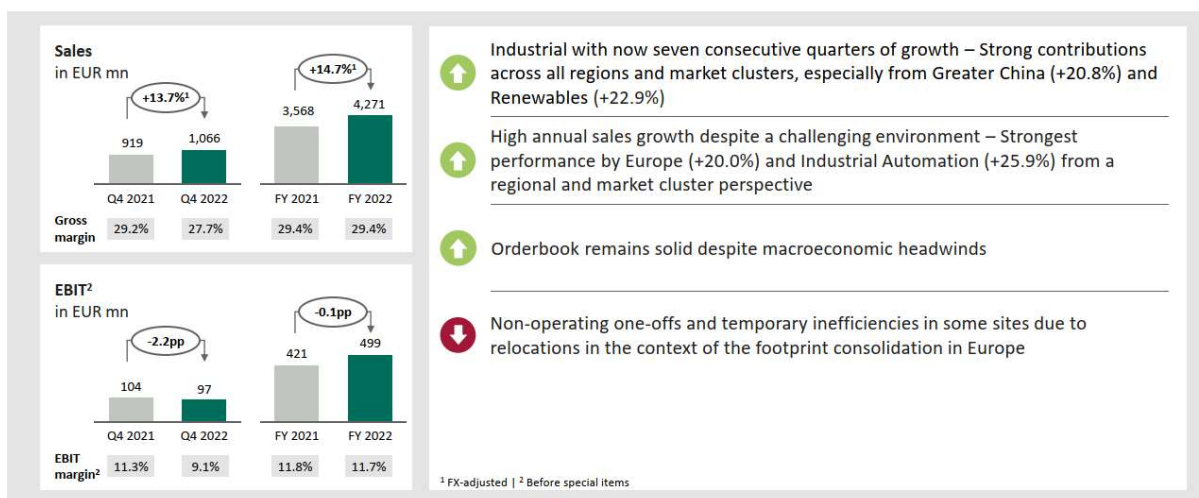 Sales
in EUR mn
+13.7%¹
+14.7%¹
919
1,066
3,568
4,271
Q4 2021
Q4 2022
FY 2021
FY 2022
Gross
margin
29.2%
27.7%
29.4%
29.4%
EBIT²
in EUR mn
-2.2pp
-0.1pp
104
97
421
499
Q4 2021
Q4 2022
FY 2021
FY 2022
EBIT
margin²
11.3%
9.1%
11.8%
11.7%
Industrial with now seven consecutive quarters of growth – Strong contributions
across all regions and market clusters, especially from Greater China (+20.8%) and
Renewables (+22.9%)
High annual sales growth despite a challenging environment – Strongest
performance by Europe (+20.0%) and Industrial Automation (+25.9%) from a
regional and market cluster perspective
Orderbook remains solid despite macroeconomic headwinds
Non-operating one-offs and temporary inefficiencies in some sites due to
relocations in the context of the footprint consolidation in Europe
¹ FX-adjusted | ² Before special items